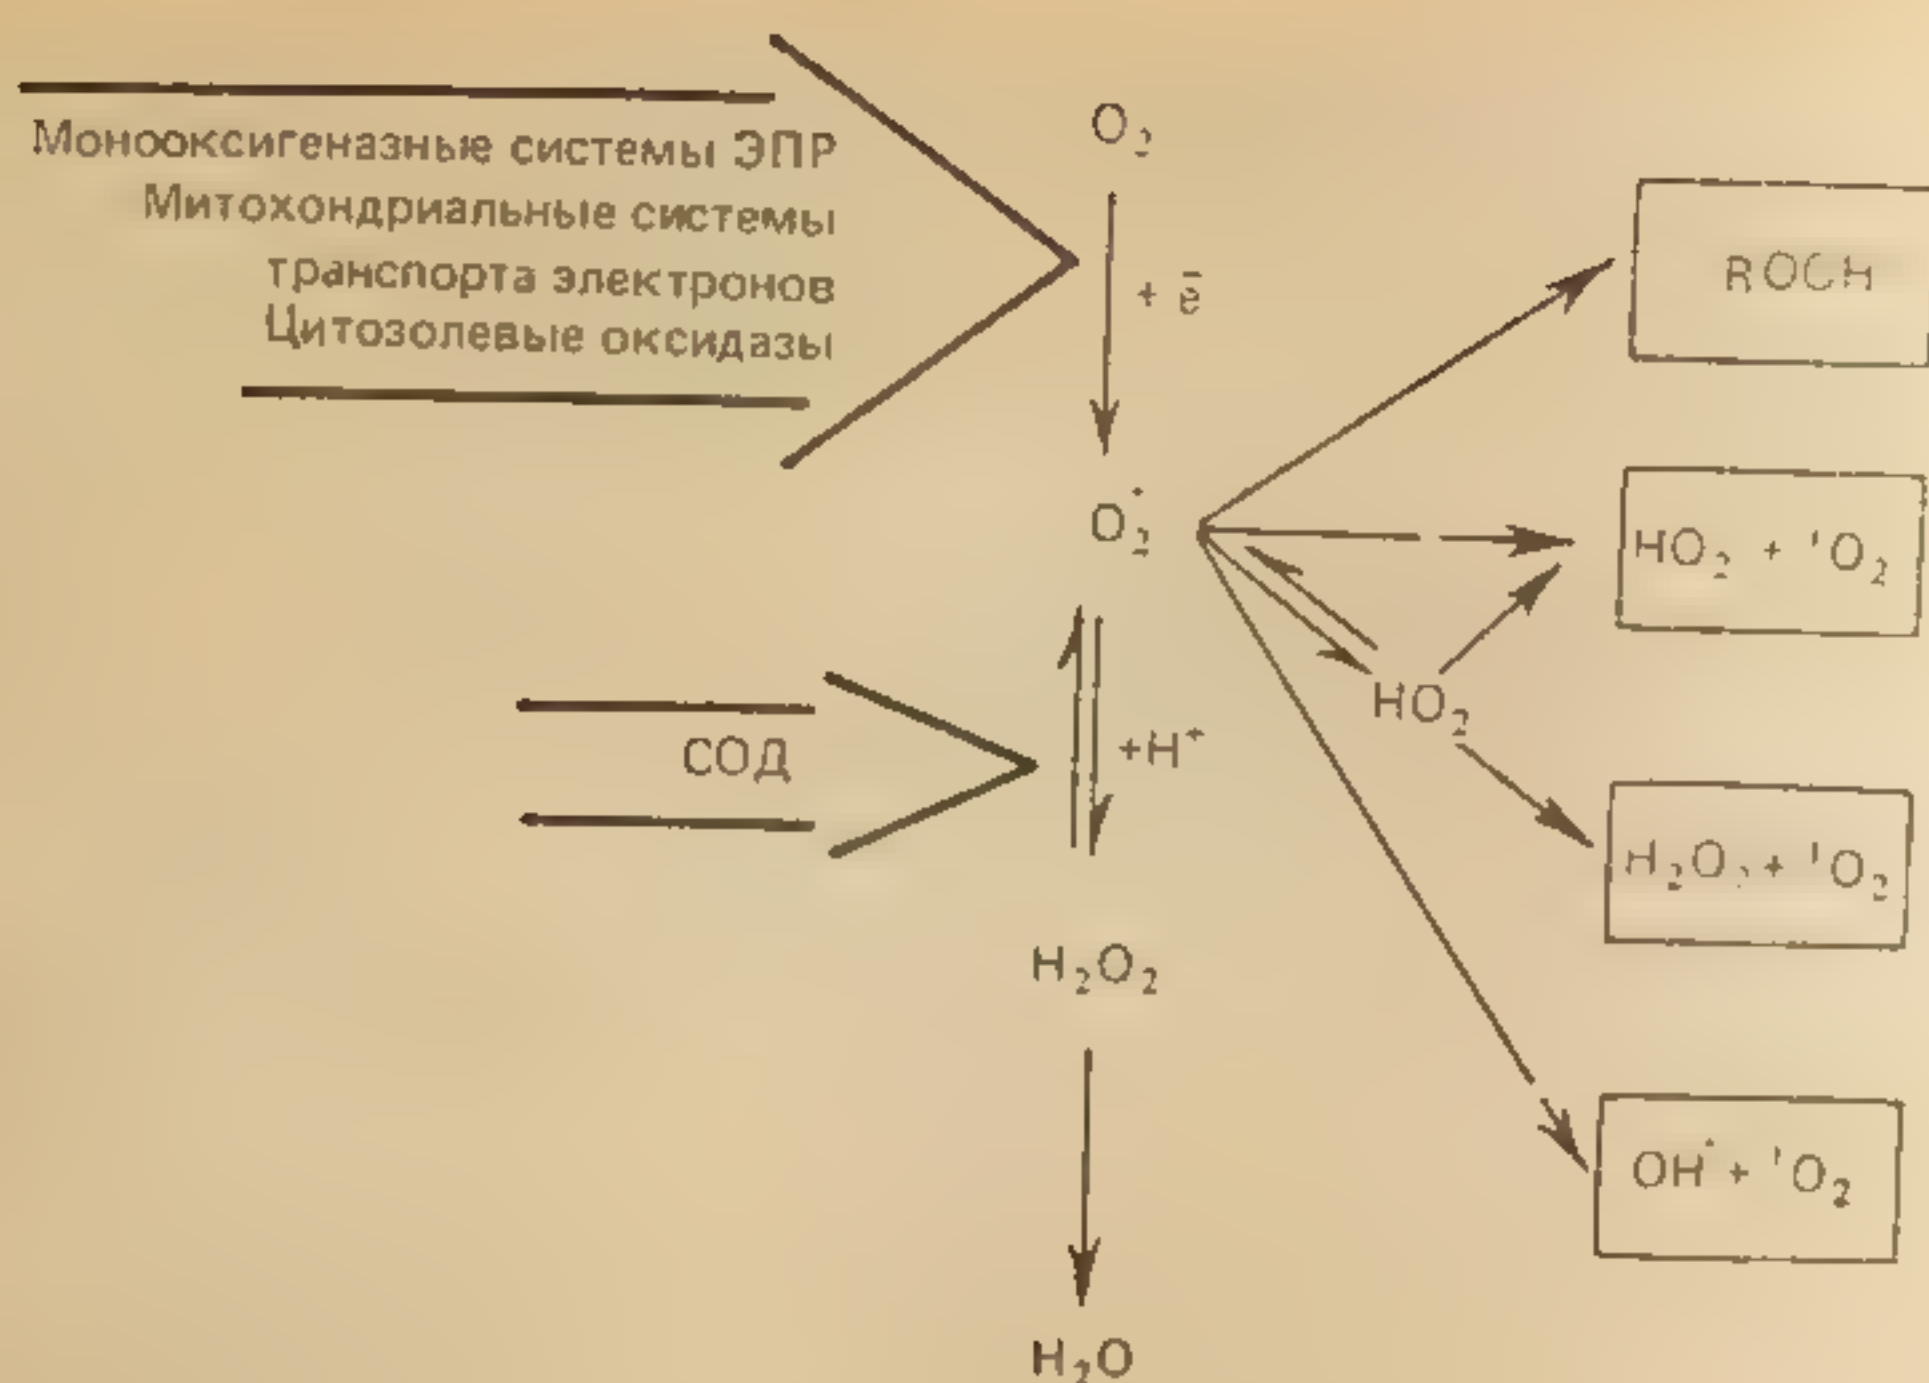 Монооксигеназные системы ЭПР
Митохондриальные системы
транспорта электронов
Цитозолевые оксидазы
O₂
+ ē
O₂˙
HO₂ + ¹O₂
HO₂
СОД
+H⁺
H₂O₂
H₂O₂ + ¹O₂
OH˙ + ¹O₂
H₂O